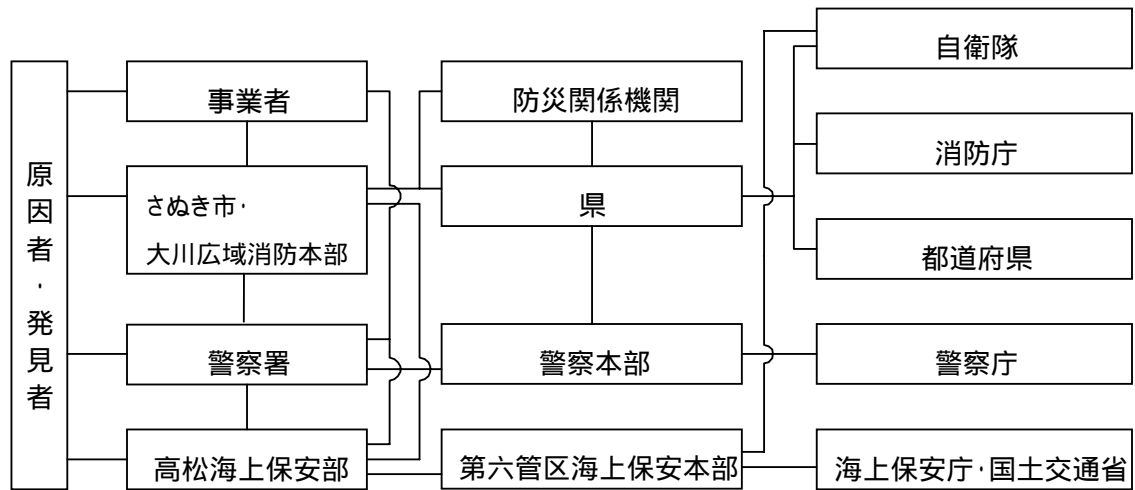 原因者・発見者
事業者
さぬき市・
大川広域消防本部
警察署
高松海上保安部
防災関係機関
県
警察本部
第六管区海上保安本部
自衛隊
消防庁
都道府県
警察庁
海上保安庁・国土交通省